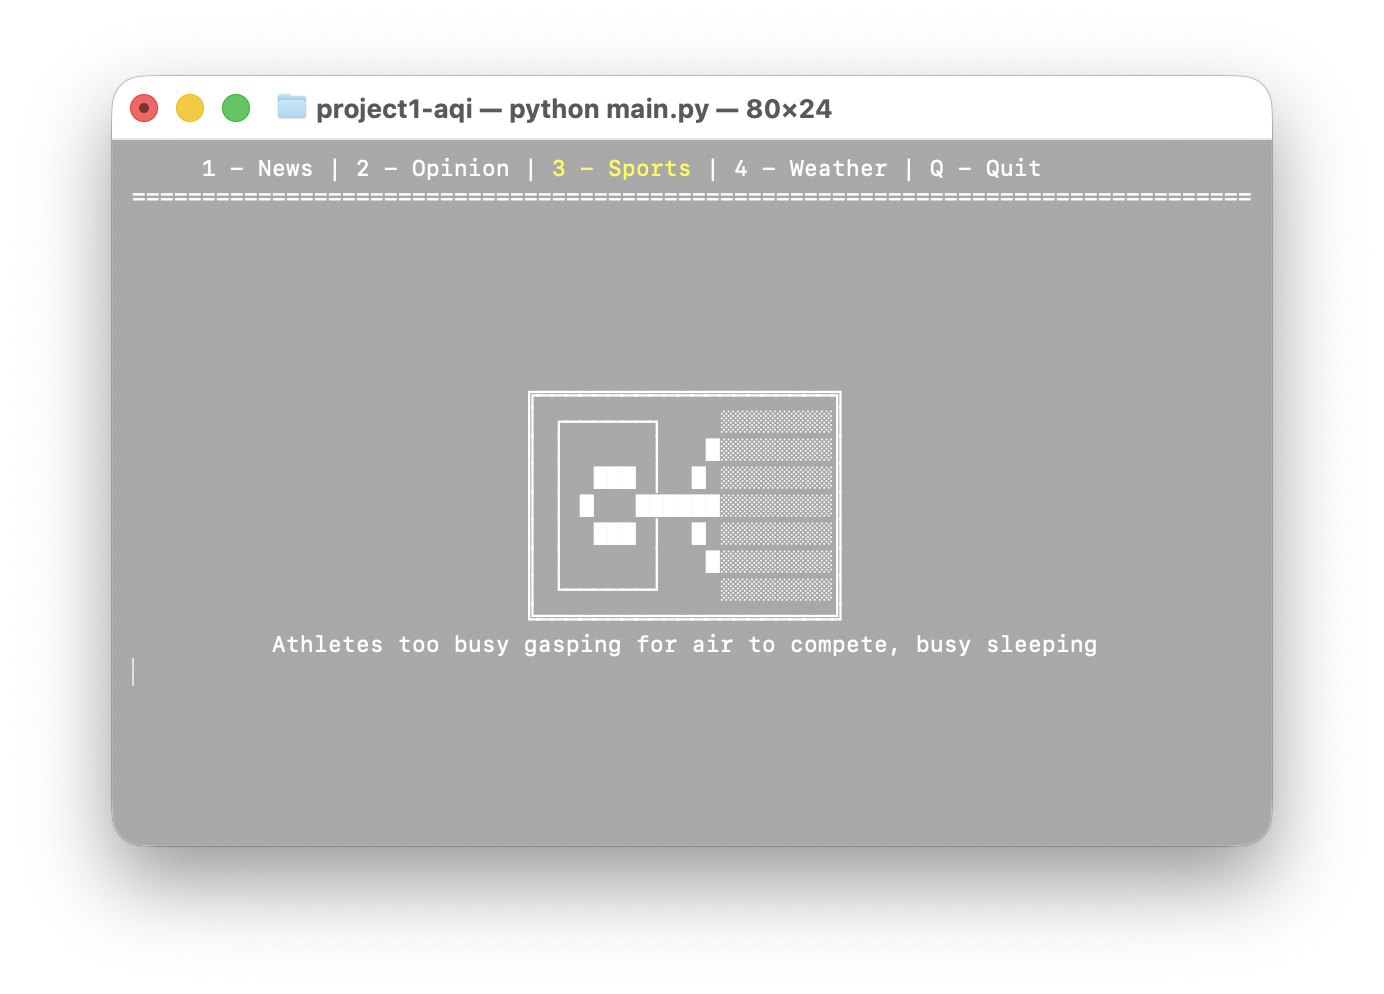 project1-aqi — python main.py — 80×24
1 – News | 2 – Opinion | 3 – Sports | 4 – Weather | Q – Quit
================================================================================
Athletes too busy gasping for air to compete, busy sleeping